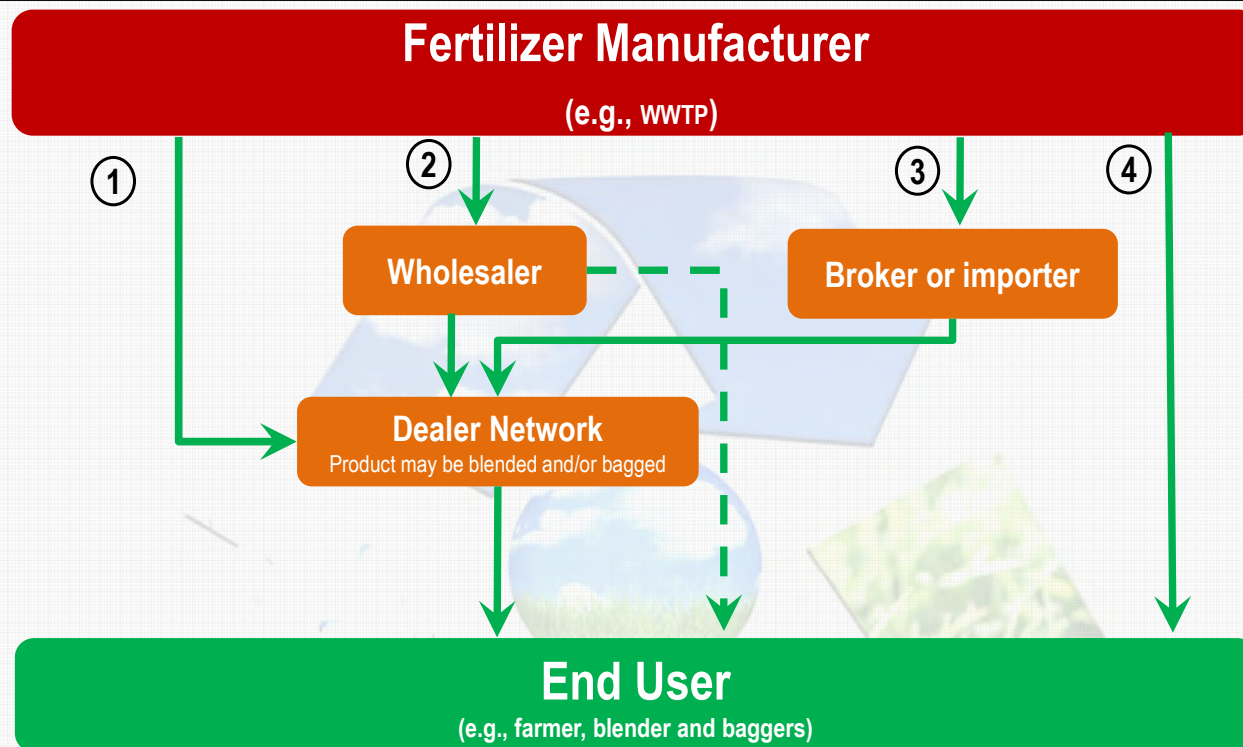 Fertilizer Manufacturer
(e.g., WWTP)
1
2
3
4
Wholesaler
Broker or importer
Dealer Network
Product may be blended and/or bagged
End User
(e.g., farmer, blender and baggers)